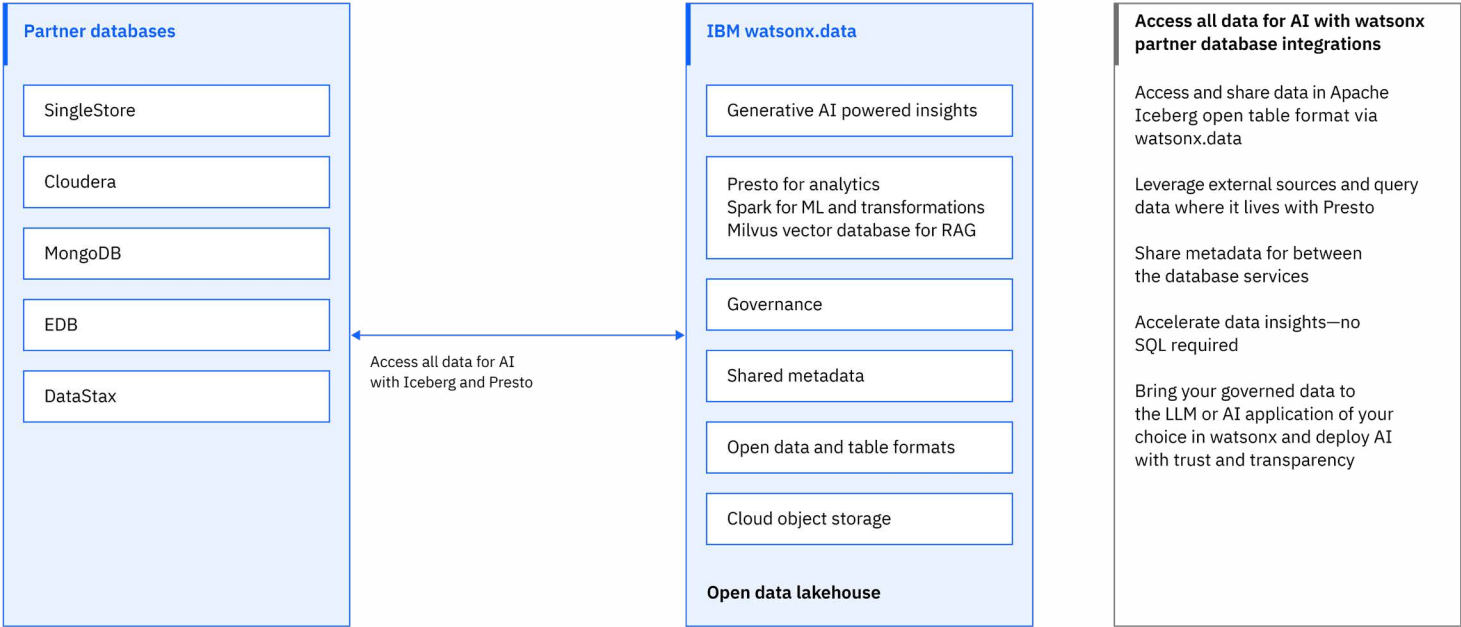 Partner databases
SingleStore
Cloudera
MongoDB
EDB
DataStax
Access all data for AI
with Iceberg and Presto
IBM watsonx.data
Generative AI powered insights
Presto for analytics
Spark for ML and transformations
Milvus vector database for RAG
Governance
Shared metadata
Open data and table formats
Cloud object storage
Open data lakehouse
Access all data for AI with watsonx
partner database integrations
Access and share data in Apache
Iceberg open table format via
watsonx.data
Leverage external sources and query
data where it lives with Presto
Share metadata for between
the database services
Accelerate data insights—no
SQL required
Bring your governed data to
the LLM or AI application of your
choice in watsonx and deploy AI
with trust and transparency